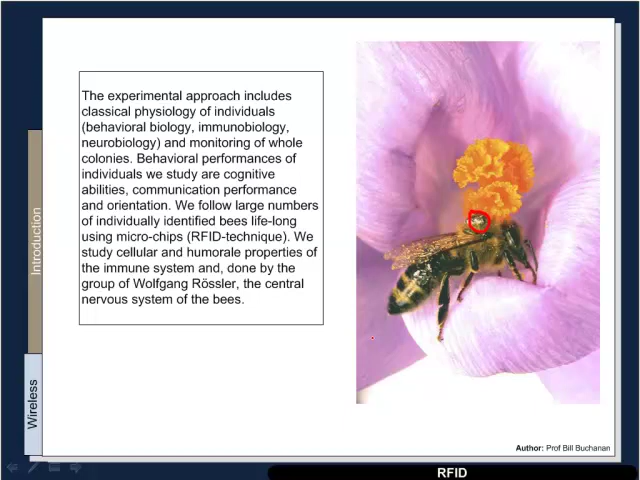 The experimental approach includes
classical physiology of individuals
(behavioral biology, immunobiology,
neurobiology) and monitoring of whole
colonies. Behavioral performances of
individuals we study are cognitive
abilities, communication performance
and orientation. We follow large numbers
of individually identified bees life-long
using micro-chips (RFID-technique). We
study cellular and humorale properties of
the immune system and, done by the
group of Wolfgang Rössler, the central
nervous system of the bees.
Introduction
Wireless
Author: Prof Bill Buchanan
RFID